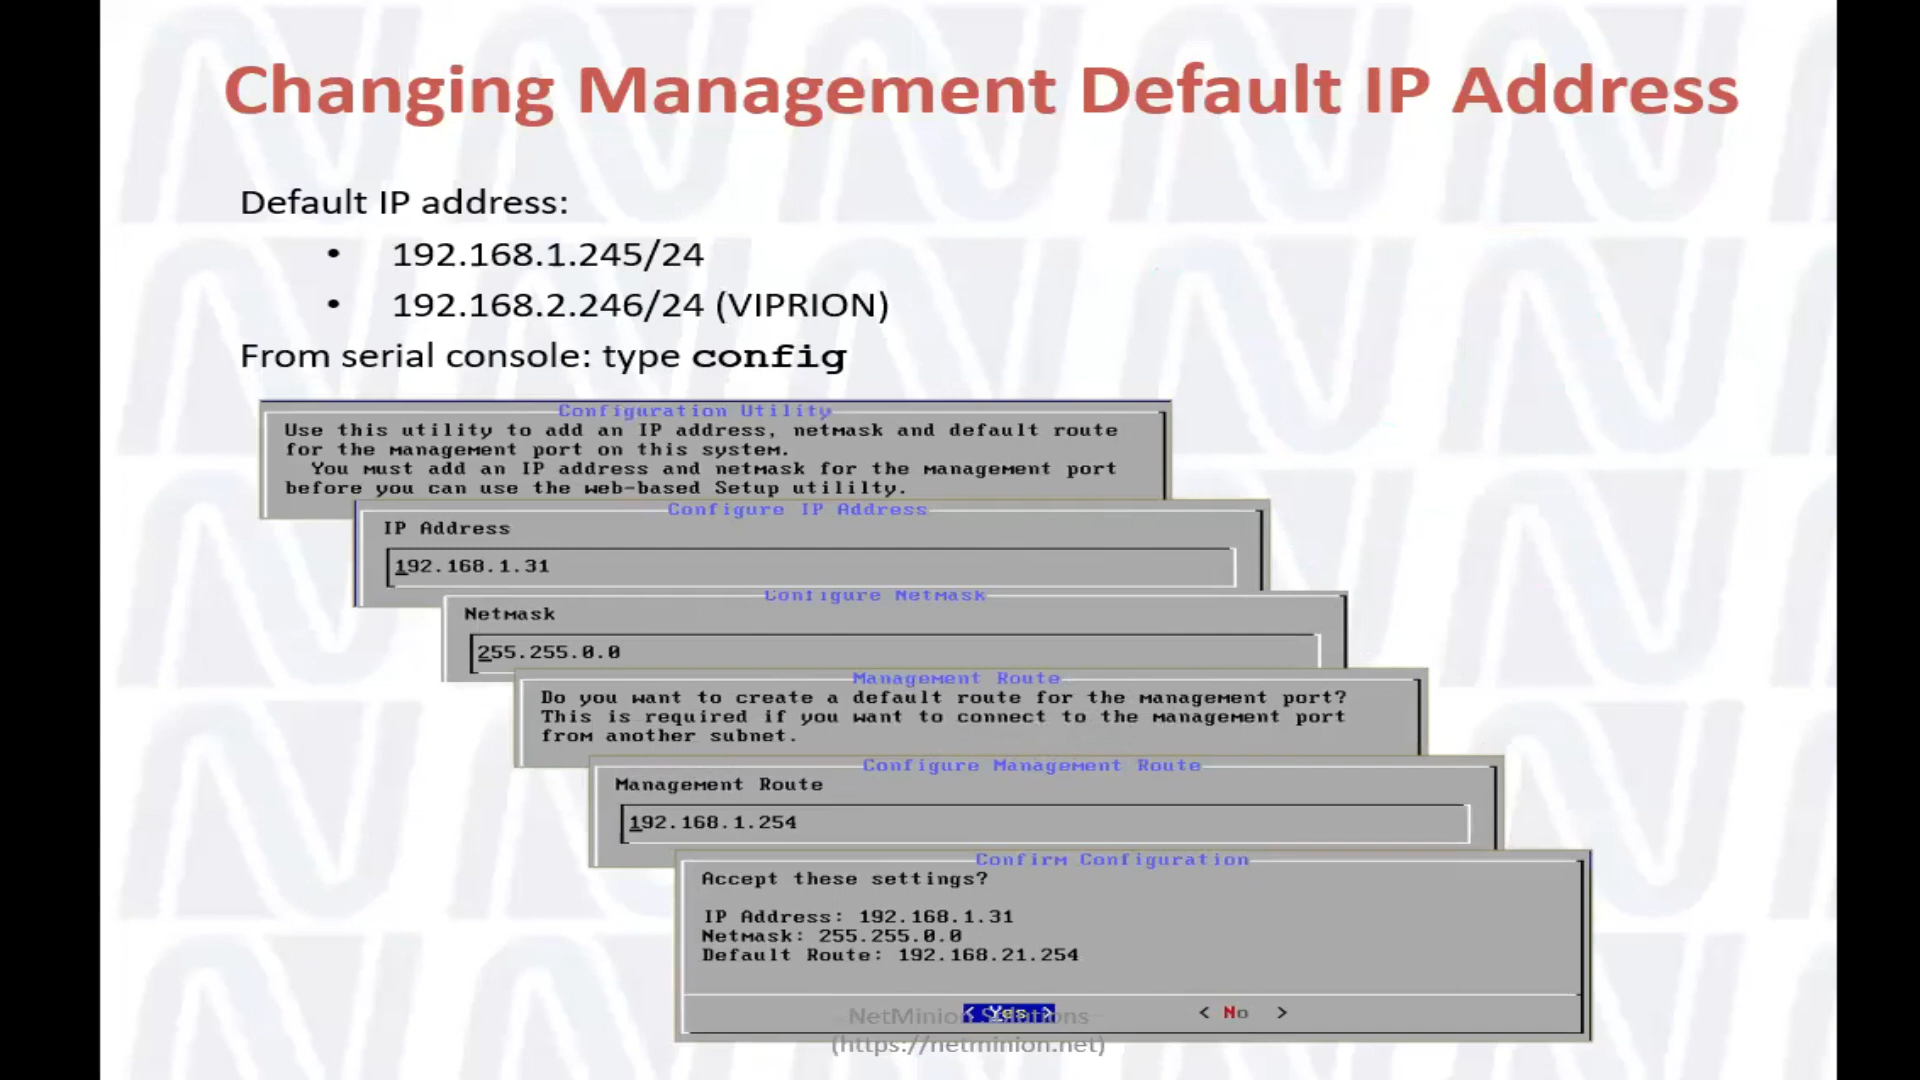 Changing Management Default IP Address
Default IP address:
• 192.168.1.245/24
• 192.168.2.246/24 (VIPRION)
From serial console: type config
Configuration Utility
Use this utility to add an IP address, netmask and default route
for the management port on this system.
You must add an IP address and netmask for the management port
before you can use the web-based Setup utililty.
Configure IP Address
IP Address
192.168.1.31
Configure Netmask
Netmask
255.255.0.0
Management Route
Do you want to create a default route for the management port?
This is required if you want to connect to the management port
from another subnet.
Configure Management Route
Management Route
192.168.1.254
Confirm Configuration
Accept these settings?
IP Address: 192.168.1.31
Netmask: 255.255.0.0
Default Route: 192.168.21.254
< Yes > < No >
NetMinion Solutions
(https://netminion.net)